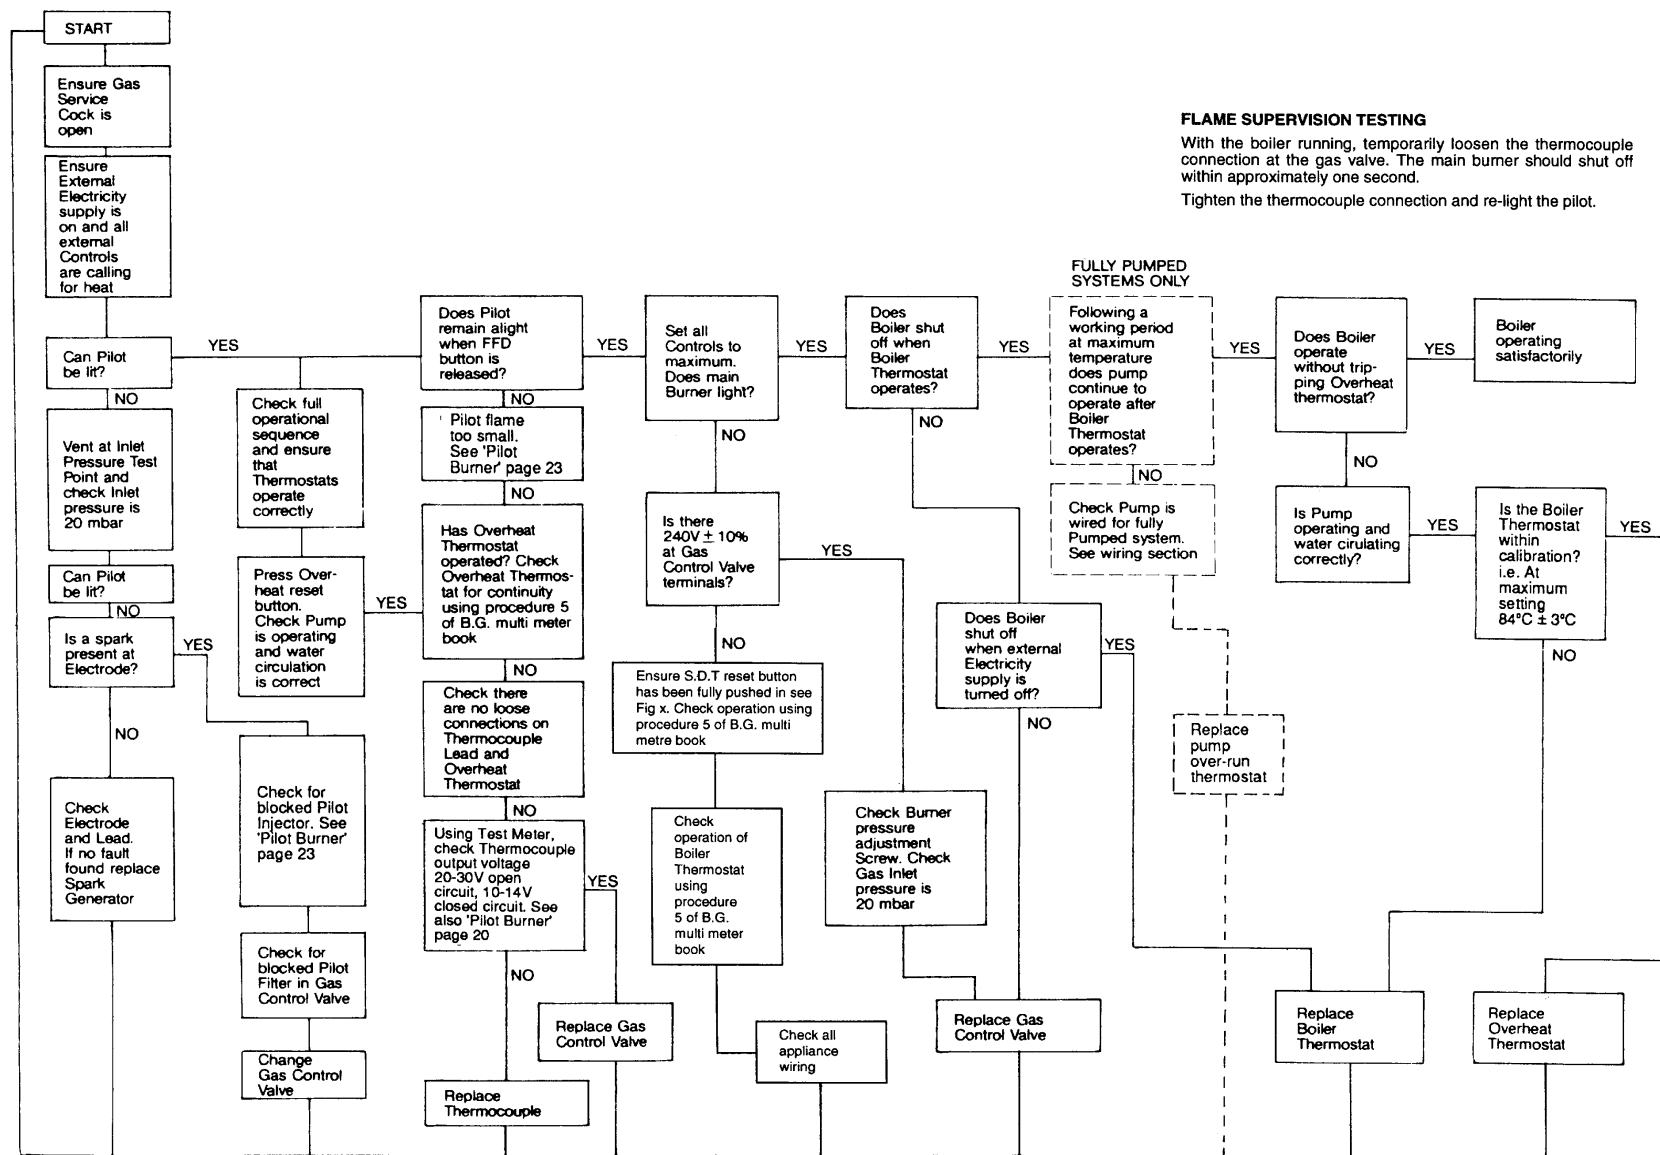 START
Ensure Gas
Service
Cock is
open
Ensure
External
Electricity
supply is
on and all
external
Controls
are calling
for heat
Can Pilot
be lit?
YES
NO
Vent at Inlet
Pressure Test
Point and
check Inlet
pressure is
20 mbar
Can Pilot
be lit?
NO
Is a spark
present at
Electrode?
YES
NO
Check
Electrode
and Lead.
If no fault
found replace
Spark
Generator
Check full
operational
sequence
and ensure
that
Thermostats
operate
correctly
Press Over-
heat reset
button.
Check Pump
is operating
and water
circulation
is correct
YES
Check for
blocked Pilot
Injector. See
'Pilot Burner'
page 23
Check for
blocked Pilot
Filter in Gas
Control Valve
Change
Gas Control
Valve
Does Pilot
remain alight
when FFD
button is
released?
YES
NO
Pilot flame
too small.
See 'Pilot
Burner' page 23
NO
Has Overheat
Thermostat
operated? Check
Overheat Thermos-
tat for continuity
using procedure 5
of B.G. multi meter
book
NO
Check there
are no loose
connections on
Thermocouple
Lead and
Overheat
Thermostat
NO
Using Test Meter,
check Thermocouple
output voltage
20-30V open
circuit, 10-14V
closed circuit. See
also 'Pilot Burner'
page 20
YES
NO
Replace Gas
Control Valve
Replace
Thermocouple
Set all
Controls to
maximum.
Does main
Burner light?
YES
NO
Is there
240V ± 10%
at Gas
Control Valve
terminals?
YES
NO
Ensure S.D.T reset button
has been fully pushed in see
Fig x. Check operation using
procedure 5 of B.G. multi
metre book
Check
operation of
Boiler
Thermostat
using
procedure
5 of B.G.
multi meter
book
Check all
appliance
wiring
Check Burner
pressure
adjustment
Screw. Check
Gas Inlet
pressure is
20 mbar
Does
Boiler shut
off when
Boiler
Thermostat
operates?
YES
NO
Does Boiler
shut off
when external
Electricity
supply is
turned off?
YES
NO
Replace Gas
Control Valve
FULLY PUMPED
SYSTEMS ONLY
Following a
working period
at maximum
temperature
does pump
continue to
operate after
Boiler
Thermostat
operates?
YES
NO
Check Pump is
wired for fully
Pumped system.
See wiring section
Replace
pump
over-run
thermostat
FLAME SUPERVISION TESTING
With the boiler running, temporarily loosen the thermocouple
connection at the gas valve. The main burner should shut off
within approximately one second.
Tighten the thermocouple connection and re-light the pilot.
Does Boiler
operate
without trip-
ping Overheat
thermostat?
YES
NO
Boiler
operating
satisfactorily
Is Pump
operating and
water cirulating
correctly?
YES
Is the Boiler
Thermostat
within
calibration?
i.e. At
maximum
setting
84°C ± 3°C
YES
NO
Replace
Boiler
Thermostat
Replace
Overheat
Thermostat